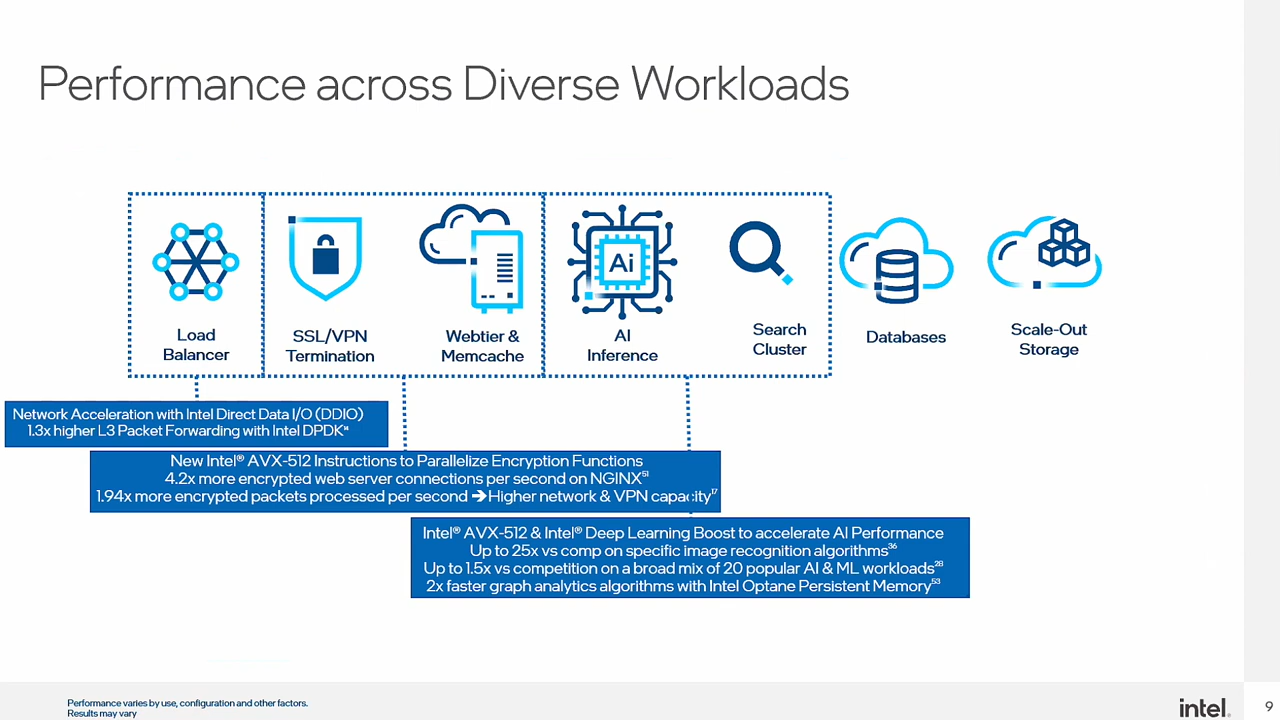 Performance across Diverse Workloads
Ai
Load
Balancer
SSL/VPN
Termination
Webtier &
Memcache
AI
Inference
Search
Cluster
Databases
Scale-Out
Storage
Network Acceleration with Intel Direct Data I/O (DDIO)
1.3x higher L3 Packet Forwarding with Intel DPDK
New Intel® AVX-512 Instructions to Parallelize Encryption Functions
4.2x more encrypted web server connections per second on NGINX⁵¹
1.94x more encrypted packets processed per second ➔Higher network & VPN capacity¹⁷
Intel® AVX-512 & Intel® Deep Learning Boost to accelerate AI Performance
Up to 25x vs comp on specific image recognition algorithms³⁶
Up to 1.5x vs competition on a broad mix of 20 popular AI & ML workloads²⁸
2x faster graph analytics algorithms with Intel Optane Persistent Memory⁵³
Performance varies by use, configuration and other factors.
Results may vary
intel.
9